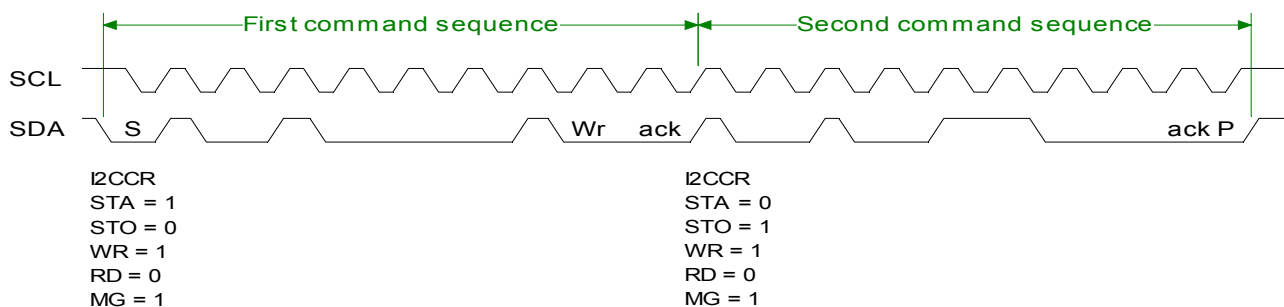 First command sequence Second command sequence
SCL
SDA S Wr ack ack P
I2CCR I2CCR
STA = 1 STA = 0
STO = 0 STO = 1
WR = 1 WR = 1
RD = 0 RD = 0
MG = 1 MG = 1